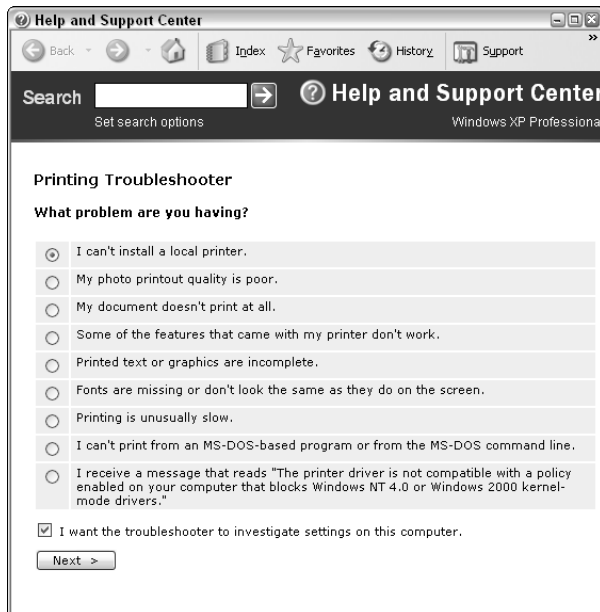 Help and Support Center
Back
Index
Favorites
History
Support
»
Search
Help and Support Center
Set search options
Windows XP Professional
Printing Troubleshooter
What problem are you having?
I can't install a local printer.
My photo printout quality is poor.
My document doesn't print at all.
Some of the features that came with my printer don't work.
Printed text or graphics are incomplete.
Fonts are missing or don't look the same as they do on the screen.
Printing is unusually slow.
I can't print from an MS-DOS-based program or from the MS-DOS command line.
I receive a message that reads "The printer driver is not compatible with a policy
enabled on your computer that blocks Windows NT 4.0 or Windows 2000 kernel-
mode drivers."
I want the troubleshooter to investigate settings on this computer.
Next >